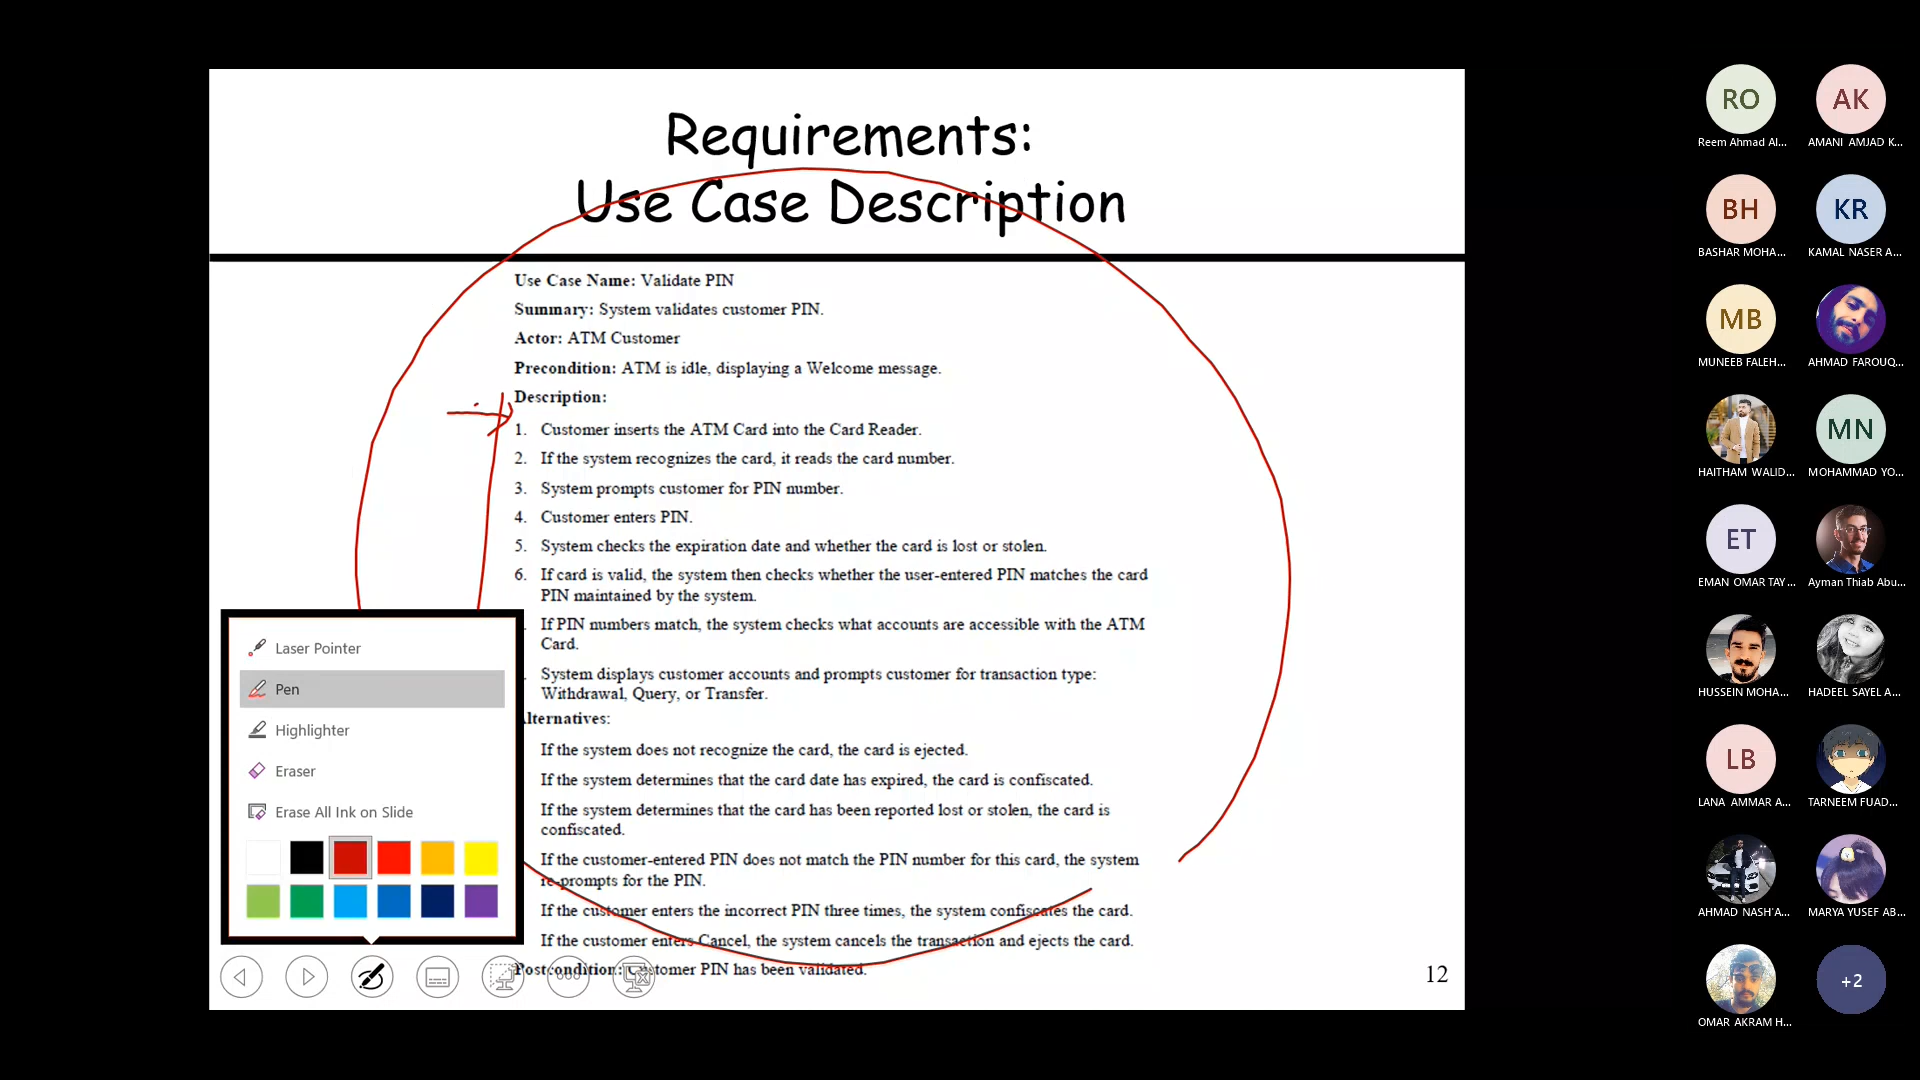 Requirements:
Use Case Description
Use Case Name: Validate PIN
Summary: System validates customer PIN.
Actor: ATM Customer
Precondition: ATM is idle, displaying a Welcome message.
Description:
1. Customer inserts the ATM Card into the Card Reader.
2. If the system recognizes the card, it reads the card number.
3. System prompts customer for PIN number.
4. Customer enters PIN.
5. System checks the expiration date and whether the card is lost or stolen.
6. If card is valid, the system then checks whether the user-entered PIN matches the card
PIN maintained by the system.
If PIN numbers match, the system checks what accounts are accessible with the ATM
Card.
System displays customer accounts and prompts customer for transaction type:
Withdrawal, Query, or Transfer.
Alternatives:
If the system does not recognize the card, the card is ejected.
If the system determines that the card date has expired, the card is confiscated.
If the system determines that the card has been reported lost or stolen, the card is
confiscated.
If the customer-entered PIN does not match the PIN number for this card, the system
re-prompts for the PIN.
If the customer enters the incorrect PIN three times, the system confiscates the card.
If the customer enters Cancel, the system cancels the transaction and ejects the card.
Postcondition: Customer PIN has been validated.
12
Laser Pointer
Pen
Highlighter
Eraser
Erase All Ink on Slide
RO
Reem Ahmad Al...
AK
AMANI AMJAD K...
BH
BASHAR MOHA...
KR
KAMAL NASER A...
MB
MUNEEB FALEH...
AHMAD FAROUQ...
HAITHAM WALID...
MN
MOHAMMAD YO...
ET
EMAN OMAR TAY...
Ayman Thiab Abu...
HUSSEIN MOHA...
HADEEL SAYEL A...
LB
LANA AMMAR A...
TARNEEM FUAD...
AHMAD NASH'A...
MARYA YUSEF AB...
OMAR AKRAM H...
+2